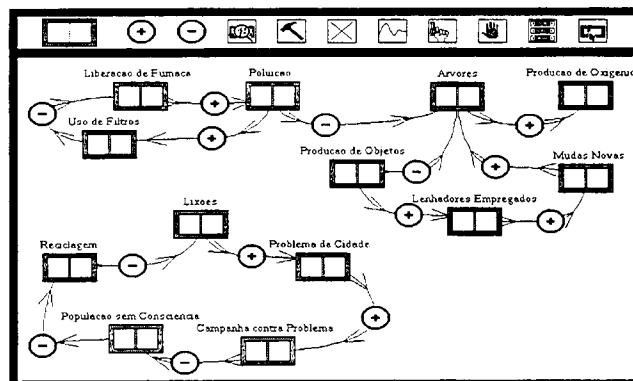 Liberacao de Fumaca
Polucao
Arvores
Producao de Oxigenio
Uso de Filtros
Producao de Objetos
Mudas Novas
Lenhadores Empregados
Lixoes
Reciclagem
Problema da Cidade
Populacao sem Consciencia
Campanha contra Problema